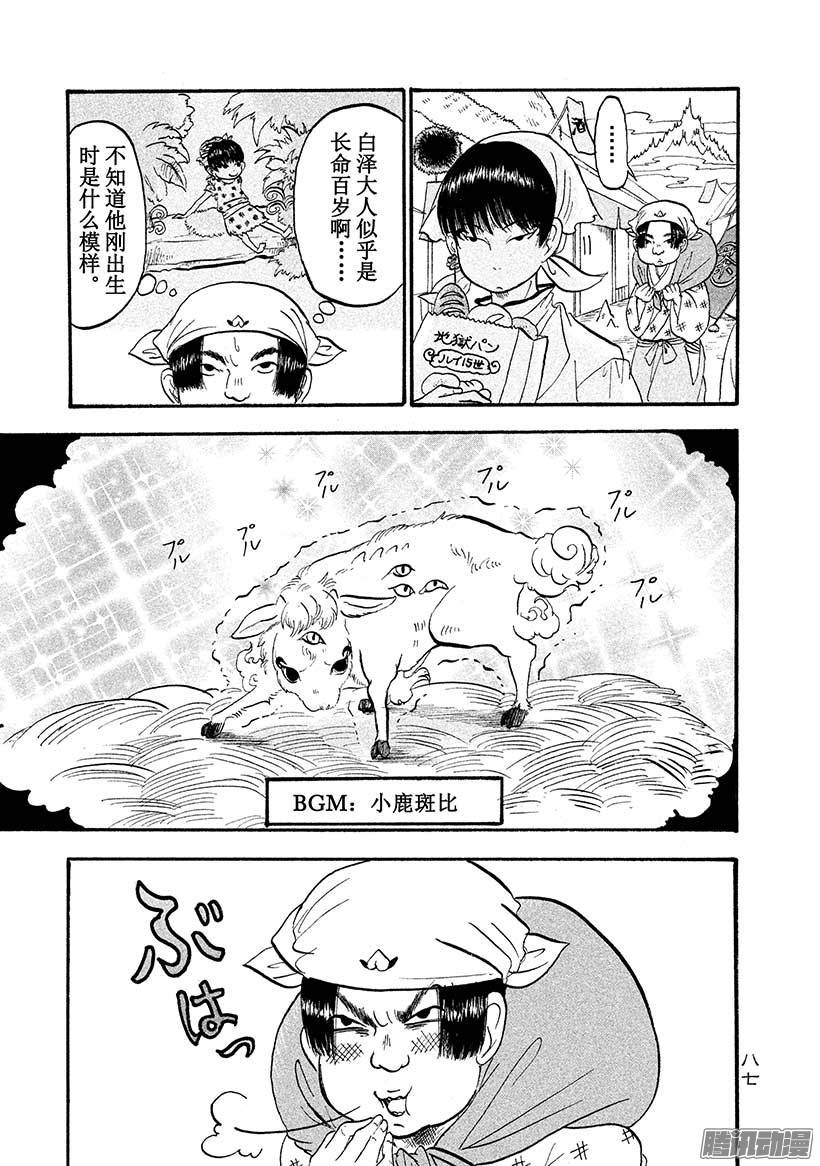 ……
酒
地獄パン
ルイ15世
白泽大人似乎是
长命百岁啊……
不知道他刚出生
时是什么模样。
プル
プル
プル
プル
プル
プル
BGM：小鹿斑比
ぶはっ
八七
腾讯动漫